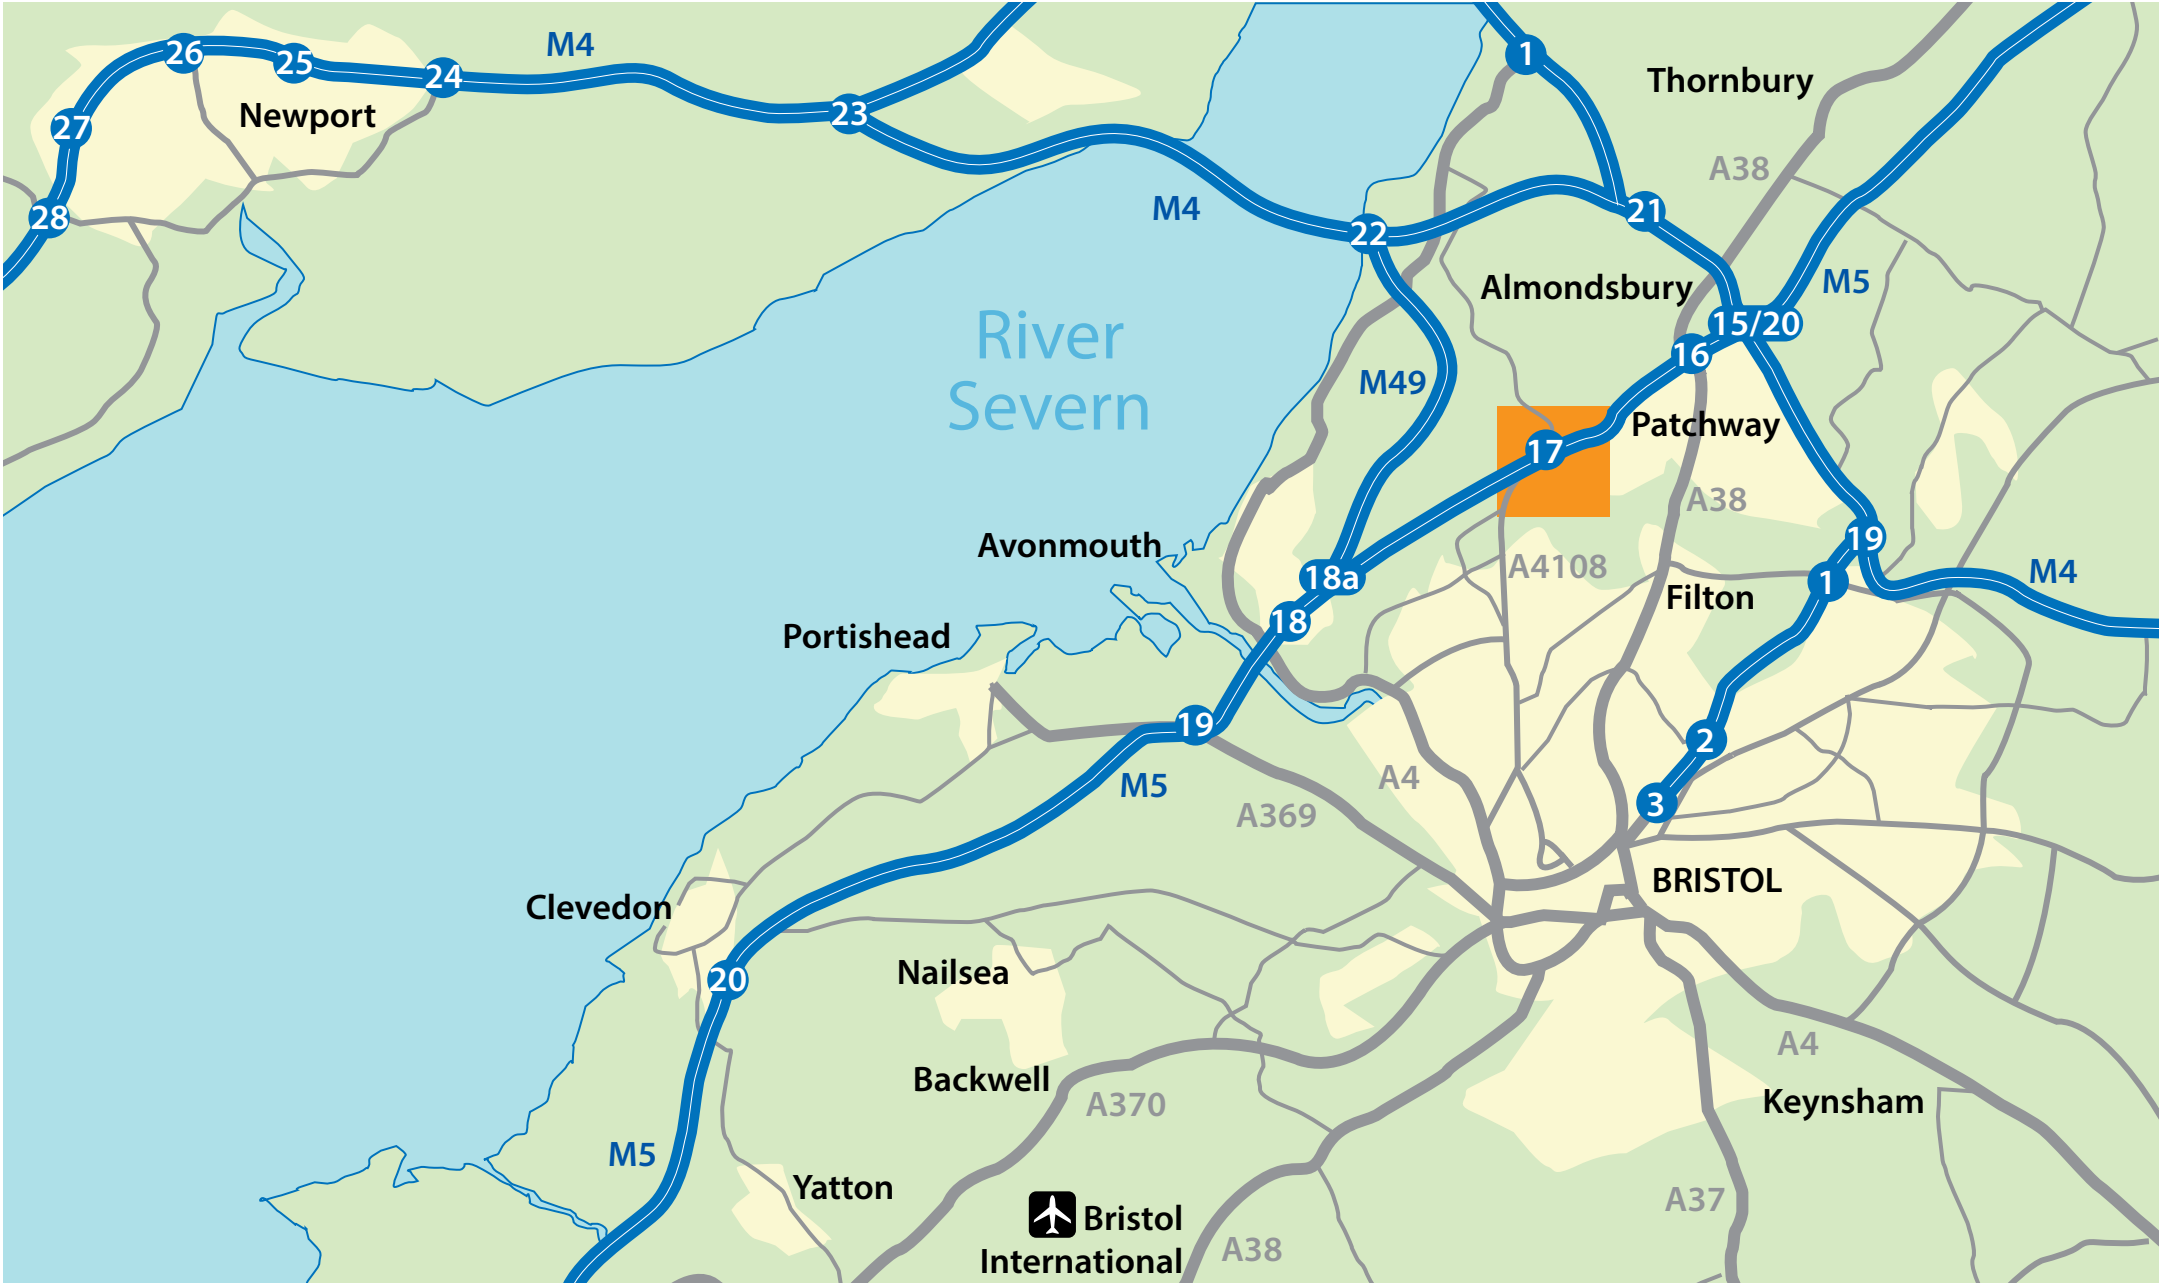 M4
26
25
24
1
Thornbury
Newport
23
27
A38
M4
21
28
22
Almondsbury
M5
15/20
River
Severn
16
M49
Patchway
17
A38
Avonmouth
19
A4108
M4
18a
1
Filton
18
Portishead
19
2
M5
A4
3
A369
BRISTOL
Clevedon
Nailsea
20
A4
Backwell
A370
Keynsham
M5
Yatton
A37
Bristol
International
A38